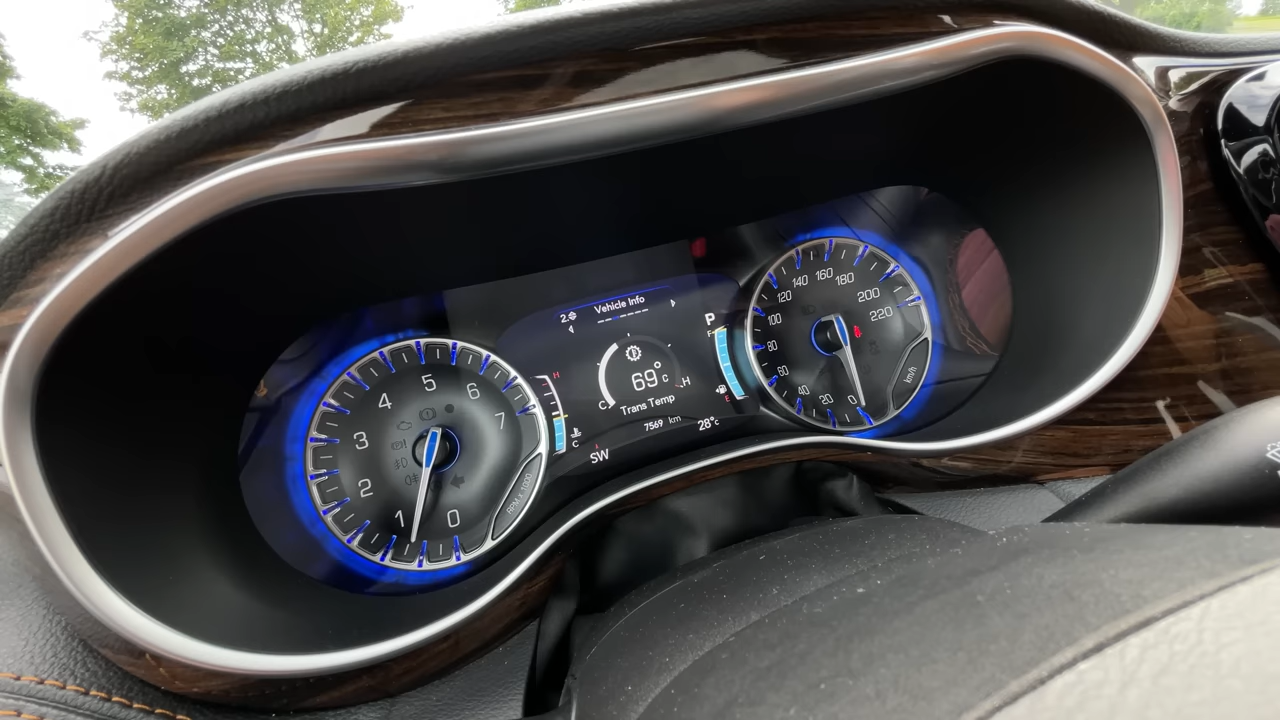 0
1
2
3
4
5
6
7
RPM x 1000
H
C
SW
2.
Vehicle Info
69°C
C
H
Trans Temp
7569 km
28°C
P
F
E
0
20
40
60
80
100
120
140
160
180
200
220
km/h